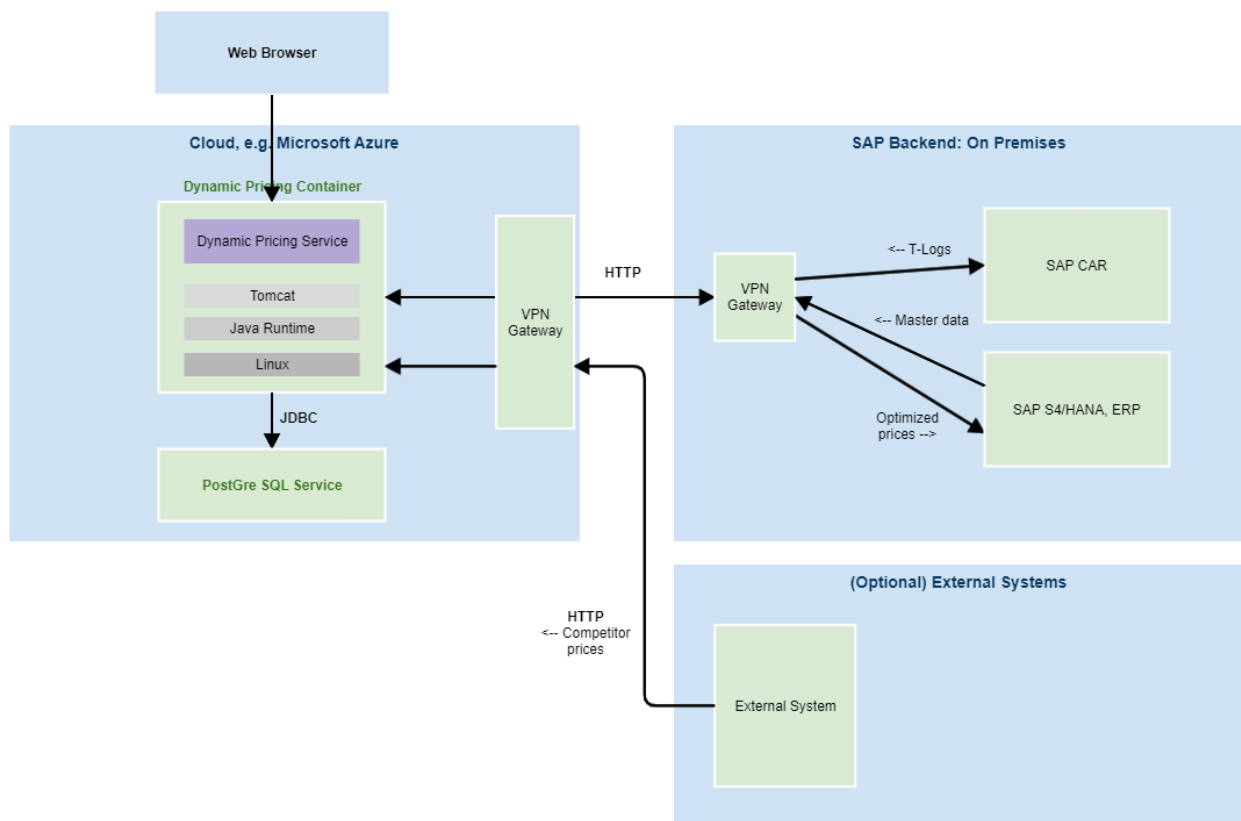 Web Browser
Cloud, e.g. Microsoft Azure
Dynamic Pricing Container
Dynamic Pricing Service
Tomcat
Java Runtime
Linux
JDBC
PostGre SQL Service
VPN
Gateway
HTTP
SAP Backend: On Premises
VPN
Gateway
<-- T-Logs
SAP CAR
<-- Master data
SAP S4/HANA, ERP
Optimized
prices -->
HTTP
<-- Competitor
prices
(Optional) External Systems
External System